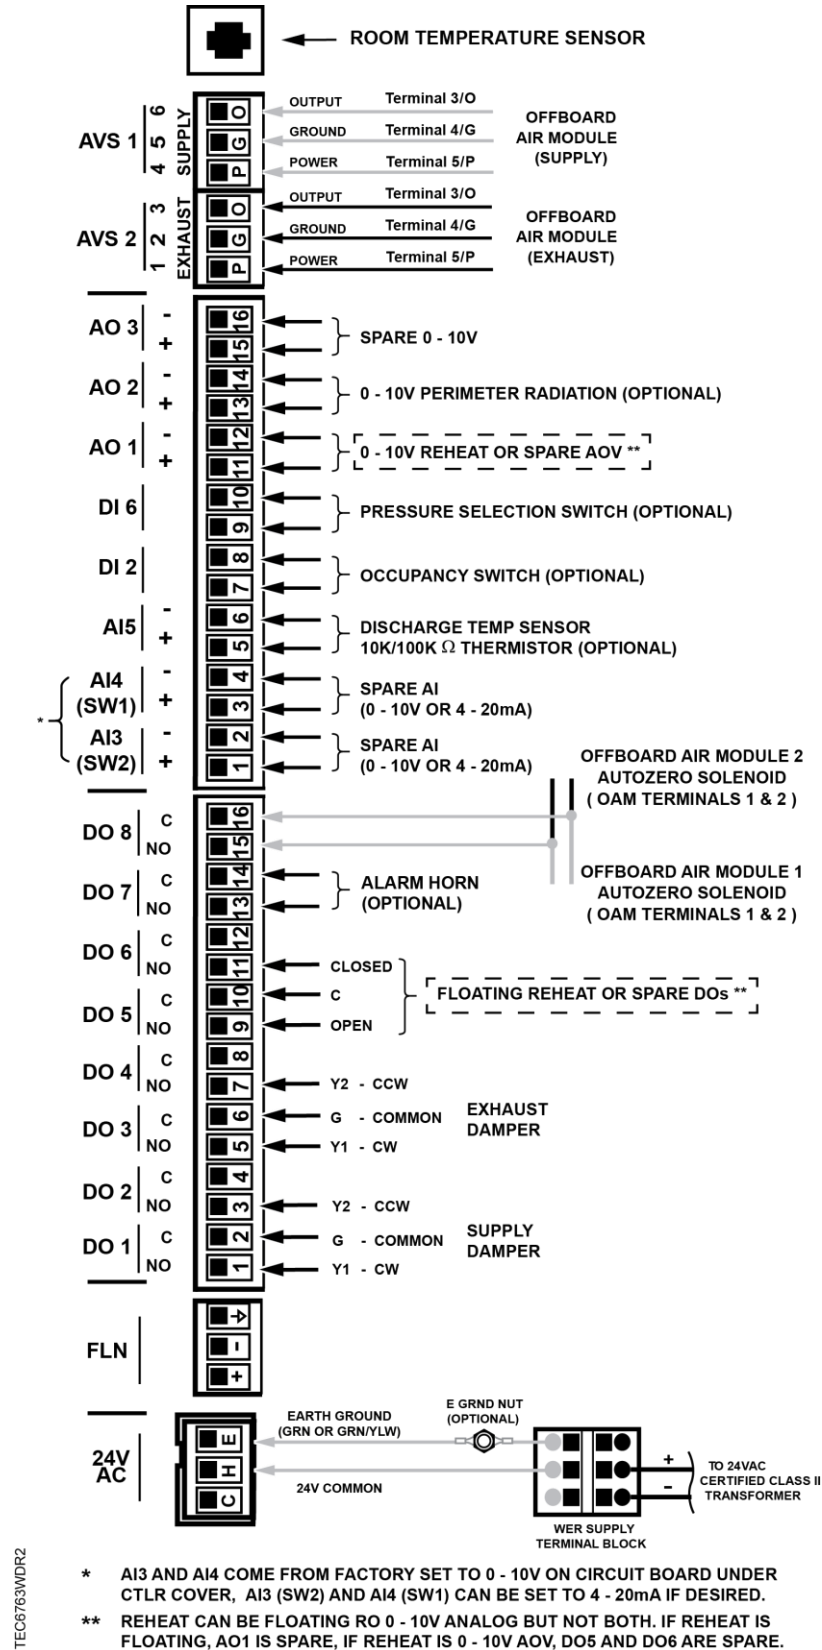 ROOM TEMPERATURE SENSOR
AVS 1
4 5 6
SUPPLY
O
G
P
OUTPUT Terminal 3/O
GROUND Terminal 4/G
POWER Terminal 5/P
OFFBOARD
AIR MODULE
(SUPPLY)
AVS 2
1 2 3
EXHAUST
O
G
P
OUTPUT Terminal 3/O
GROUND Terminal 4/G
POWER Terminal 5/P
OFFBOARD
AIR MODULE
(EXHAUST)
AO 3
- 16
+ 15
SPARE 0 - 10V
AO 2
- 14
+ 13
0 - 10V PERIMETER RADIATION (OPTIONAL)
AO 1
- 12
+ 11
0 - 10V REHEAT OR SPARE AOV **
DI 6
10
9
PRESSURE SELECTION SWITCH (OPTIONAL)
DI 2
8
7
OCCUPANCY SWITCH (OPTIONAL)
AI5
- 6
+ 5
DISCHARGE TEMP SENSOR
10K/100K Ω THERMISTOR (OPTIONAL)
*
AI4
(SW1)
- 4
+ 3
SPARE AI
(0 - 10V OR 4 - 20mA)
AI3
(SW2)
- 2
+ 1
SPARE AI
(0 - 10V OR 4 - 20mA)
OFFBOARD AIR MODULE 2
AUTOZERO SOLENOID
( OAM TERMINALS 1 & 2 )
DO 8
C 16
NO 15
OFFBOARD AIR MODULE 1
AUTOZERO SOLENOID
( OAM TERMINALS 1 & 2 )
DO 7
C 14
NO 13
ALARM HORN
(OPTIONAL)
DO 6
C 12
NO 11 CLOSED
DO 5
C 10 C
NO 9 OPEN
FLOATING REHEAT OR SPARE DOs **
DO 4
C 8
NO 7 Y2 - CCW
DO 3
C 6 G - COMMON
NO 5 Y1 - CW
EXHAUST
DAMPER
DO 2
C 4
NO 3 Y2 - CCW
DO 1
C 2 G - COMMON
NO 1 Y1 - CW
SUPPLY
DAMPER
FLN
-
+
24V
AC
E
H
C
EARTH GROUND
(GRN OR GRN/YLW)
E GRND NUT
(OPTIONAL)
24V COMMON
+
-
TO 24VAC
CERTIFIED CLASS II
TRANSFORMER
WER SUPPLY
TERMINAL BLOCK
TEC6763WDR2
* AI3 AND AI4 COME FROM FACTORY SET TO 0 - 10V ON CIRCUIT BOARD UNDER
CTLR COVER, AI3 (SW2) AND AI4 (SW1) CAN BE SET TO 4 - 20mA IF DESIRED.
** REHEAT CAN BE FLOATING RO 0 - 10V ANALOG BUT NOT BOTH. IF REHEAT IS
FLOATING, AO1 IS SPARE, IF REHEAT IS 0 - 10V AOV, DO5 AND DO6 ARE SPARE.